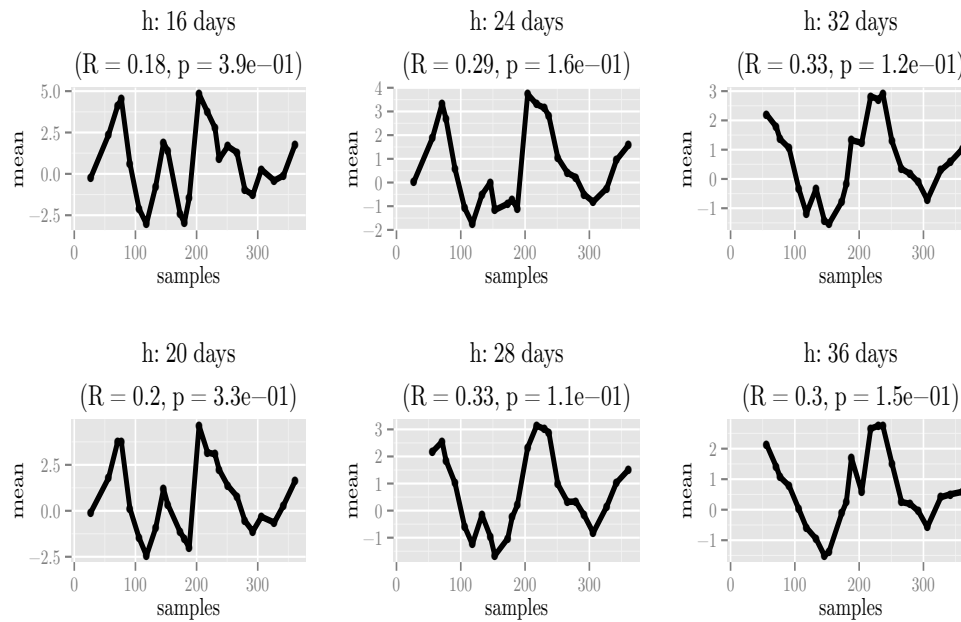 h: 16 days
(R = 0.18, p = 3.9e−01)
5.0
2.5
0.0
−2.5
mean
0
100
200
300
samples
h: 24 days
(R = 0.29, p = 1.6e−01)
4
3
2
1
0
−1
−2
mean
0
100
200
300
samples
h: 32 days
(R = 0.33, p = 1.2e−01)
3
2
1
0
−1
mean
0
100
200
300
samples
h: 20 days
(R = 0.2, p = 3.3e−01)
2.5
0.0
−2.5
mean
0
100
200
300
samples
h: 28 days
(R = 0.33, p = 1.1e−01)
3
2
1
0
−1
mean
0
100
200
300
samples
h: 36 days
(R = 0.3, p = 1.5e−01)
2
1
0
−1
mean
0
100
200
300
samples